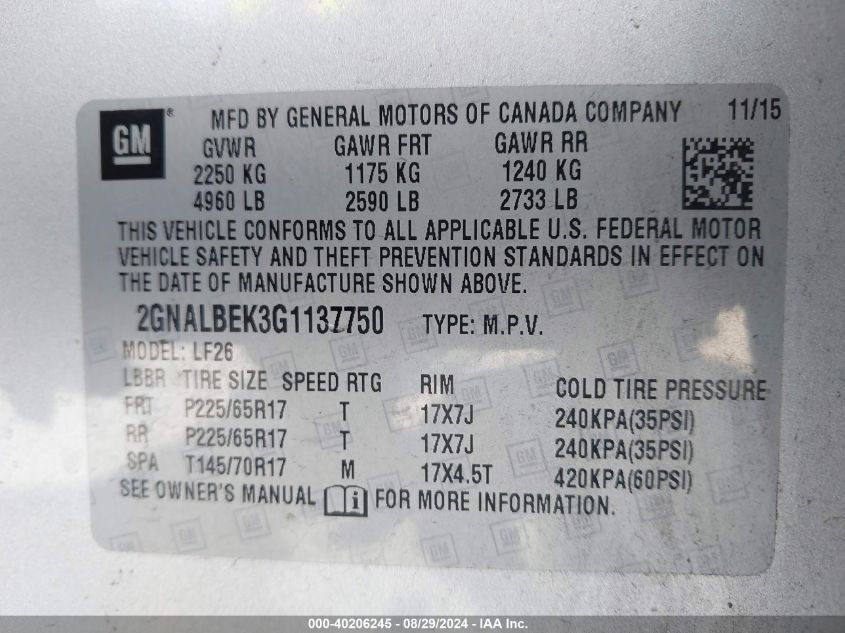 GM ® MFD BY GENERAL MOTORS OF CANADA COMPANY 11/15
GVWR GAWR FRT GAWR RR
2250 KG 1175 KG 1240 KG
4960 LB 2590 LB 2733 LB
THIS VEHICLE CONFORMS TO ALL APPLICABLE U.S. FEDERAL MOTOR
VEHICLE SAFETY AND THEFT PREVENTION STANDARDS IN EFFECT ON
THE DATE OF MANUFACTURE SHOWN ABOVE.
2GNALBEK3G1137750 TYPE: M.P.V.
MODEL: LF26
LBBR TIRE SIZE SPEED RTG RIM COLD TIRE PRESSURE
FRT P225/65R17 T 17X7J 240KPA(35PSI)
RR P225/65R17 T 17X7J 240KPA(35PSI)
SPA T145/70R17 M 17X4.5T 420KPA(60PSI)
SEE OWNER'S MANUAL i FOR MORE INFORMATION.
000-40206245 - 08/29/2024 - IAA Inc.